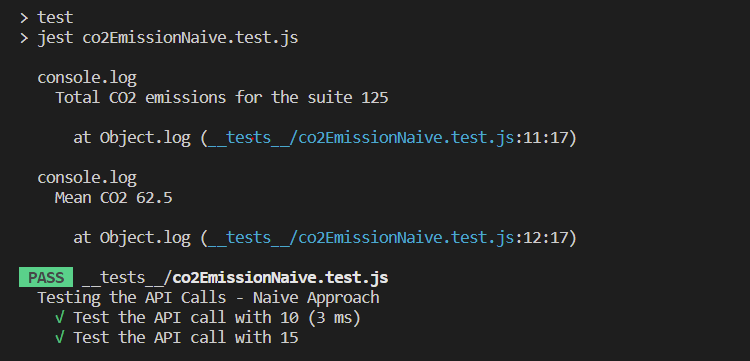 > test
> jest co2EmissionNaive.test.js
console.log
Total CO2 emissions for the suite 125
at Object.log (__tests__/co2EmissionNaive.test.js:11:17)
console.log
Mean CO2 62.5
at Object.log (__tests__/co2EmissionNaive.test.js:12:17)
PASS __tests__/co2EmissionNaive.test.js
Testing the API Calls - Naive Approach
√ Test the API call with 10 (3 ms)
√ Test the API call with 15